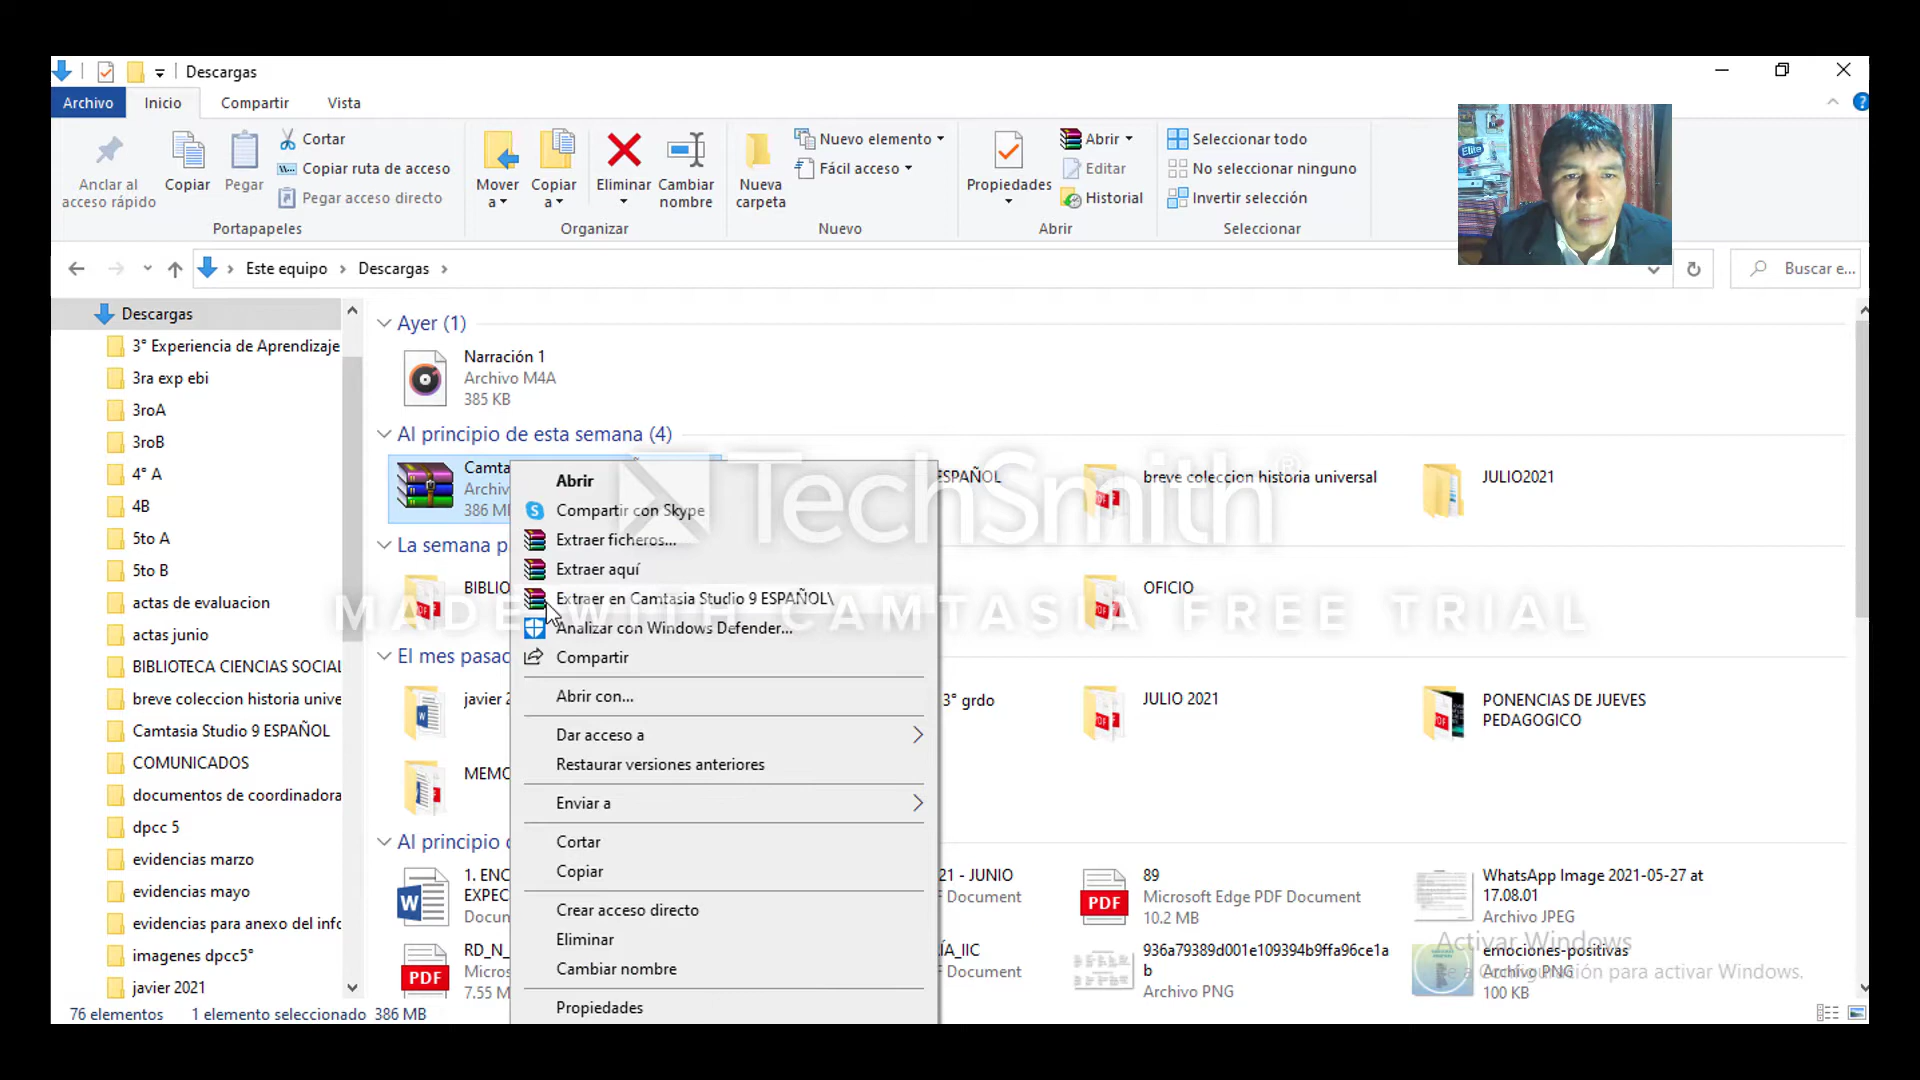 Descargas
Archivo Inicio Compartir Vista
Anclar al
acceso rápido
Copiar
Pegar
Cortar
Copiar ruta de acceso
Pegar acceso directo
Portapapeles
Mover
a
Copiar
a
Eliminar
Cambiar
nombre
Organizar
Nueva
carpeta
Nuevo elemento
Fácil acceso
Nuevo
Propiedades
Abrir
Editar
Historial
Abrir
Seleccionar todo
No seleccionar ninguno
Invertir selección
Seleccionar
Elite
Este equipo Descargas
Buscar e...
Descargas
3° Experiencia de Aprendizaje
3ra exp ebi
3roA
3roB
4° A
4B
5to A
5to B
actas de evaluacion
actas junio
BIBLIOTECA CIENCIAS SOCIAL
breve coleccion historia unive
Camtasia Studio 9 ESPAÑOL
COMUNICADOS
documentos de coordinadora
dpcc 5
evidencias marzo
evidencias mayo
evidencias para anexo del info
imagenes dpcc5°
javier 2021
Ayer (1)
Narración 1
Archivo M4A
385 KB
Al principio de esta semana (4)
Camta
Archiv
386 M
ESPAÑOL
breve coleccion historia universal
JULIO2021
La semana p
BIBLIO
OFICIO
El mes pasad
javier 2
3° grdo
JULIO 2021
PONENCIAS DE JUEVES
PEDAGOGICO
MEMO
Al principio d
1. ENC
EXPEC
Docum
21 - JUNIO
Document
89
Microsoft Edge PDF Document
10.2 MB
WhatsApp Image 2021-05-27 at
17.08.01
Archivo JPEG
RD_N_
Micros
7.55 M
ÍA_IIC
Document
936a79389d001e109394b9ffa96ce1a
b
Archivo PNG
emociones-positivas
Archivo PNG
100 KB
Abrir
Compartir con Skype
Extraer ficheros...
Extraer aquí
Extraer en Camtasia Studio 9 ESPAÑOL\
Analizar con Windows Defender...
Compartir
Abrir con...
Dar acceso a
Restaurar versiones anteriores
Enviar a
Cortar
Copiar
Crear acceso directo
Eliminar
Cambiar nombre
Propiedades
TechSmith®
MADE WITH CAMTASIA FREE TRIAL
Activar Windows
Ve a Configuración para activar Windows.
76 elementos 1 elemento seleccionado 386 MB
PDF
PDF